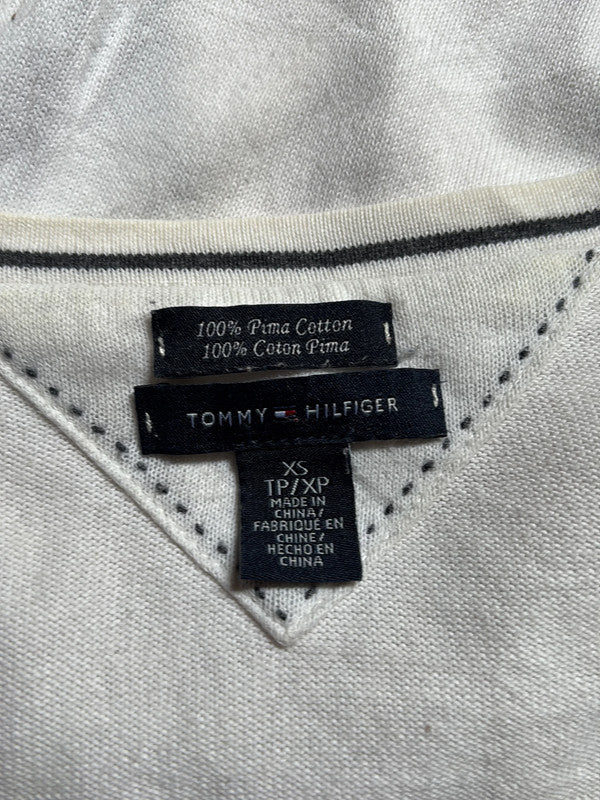 100% Pima Cotton
100% Coton Pima
TOMMY HILFIGER
XS
TP/XP
MADE IN
CHINA/
FABRIQUÉ EN
CHINE/
HECHO EN
CHINA